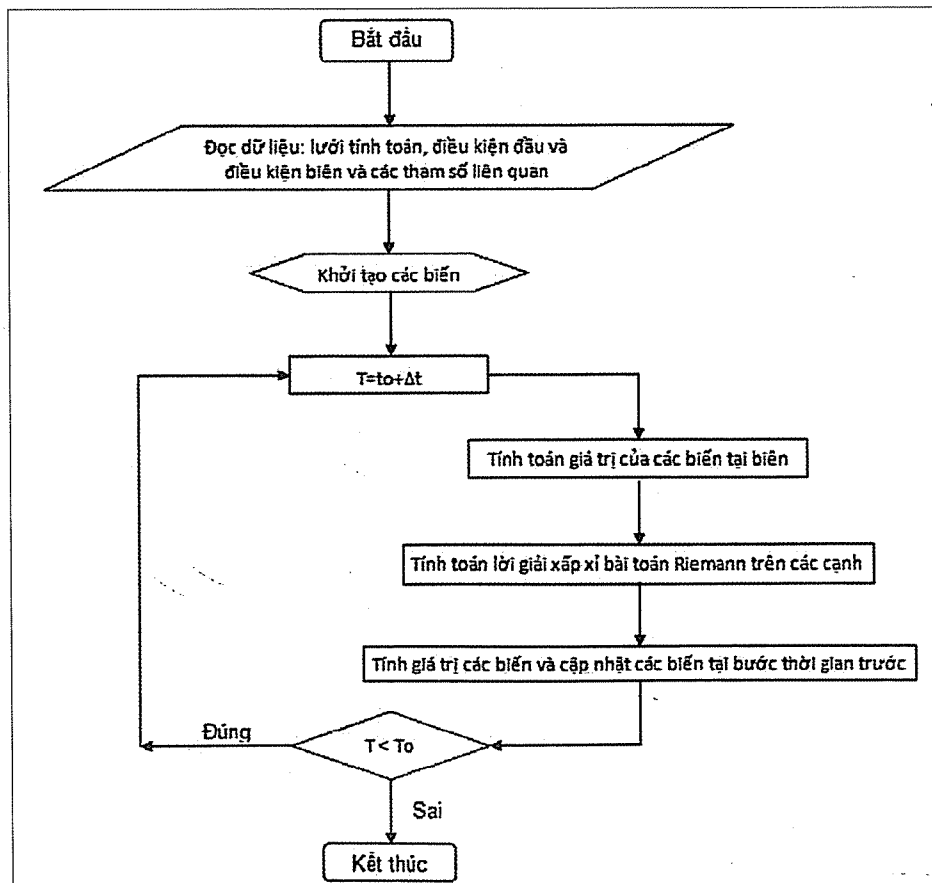 Bắt đầu
Đọc dữ liệu: lưới tính toán, điều kiện đầu và
điều kiện biên và các tham số liên quan
Khởi tạo các biến
T=to+Δt
Tính toán giá trị của các biến tại biên
Tính toán lời giải xấp xỉ bài toán Riemann trên các cạnh
Tính giá trị các biến và cập nhật các biến tại bước thời gian trước
Đúng
T < To
Sai
Kết thúc